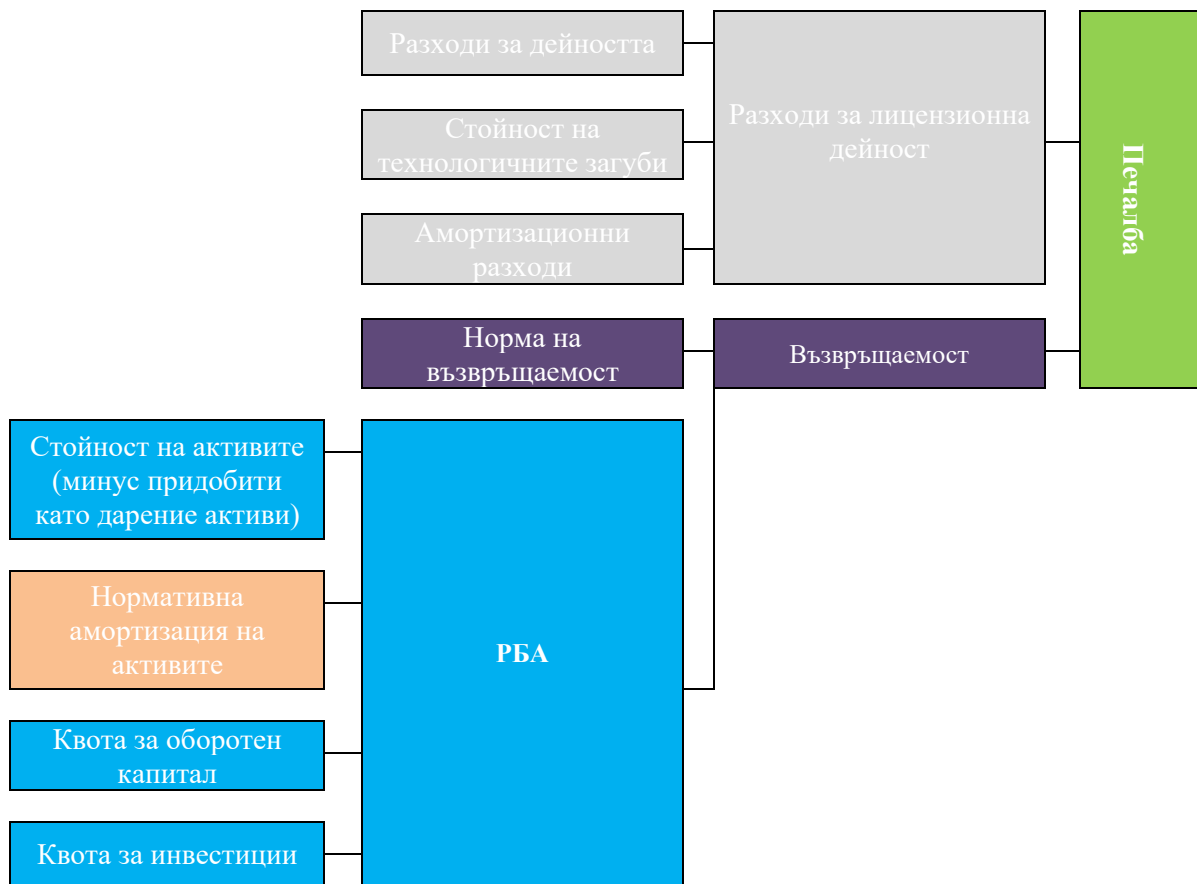 Разходи за дейността
Стойност на
технологичните загуби
Амортизационни
разходи
Разходи за лицензионна
дейност
Печалба
Норма на
възвръщаемост
Възвръщаемост
Стойност на активите
(минус придобити
като дарение активи)
Нормативна
амортизация на
активите
Квота за оборотен
капитал
Квота за инвестиции
РБА